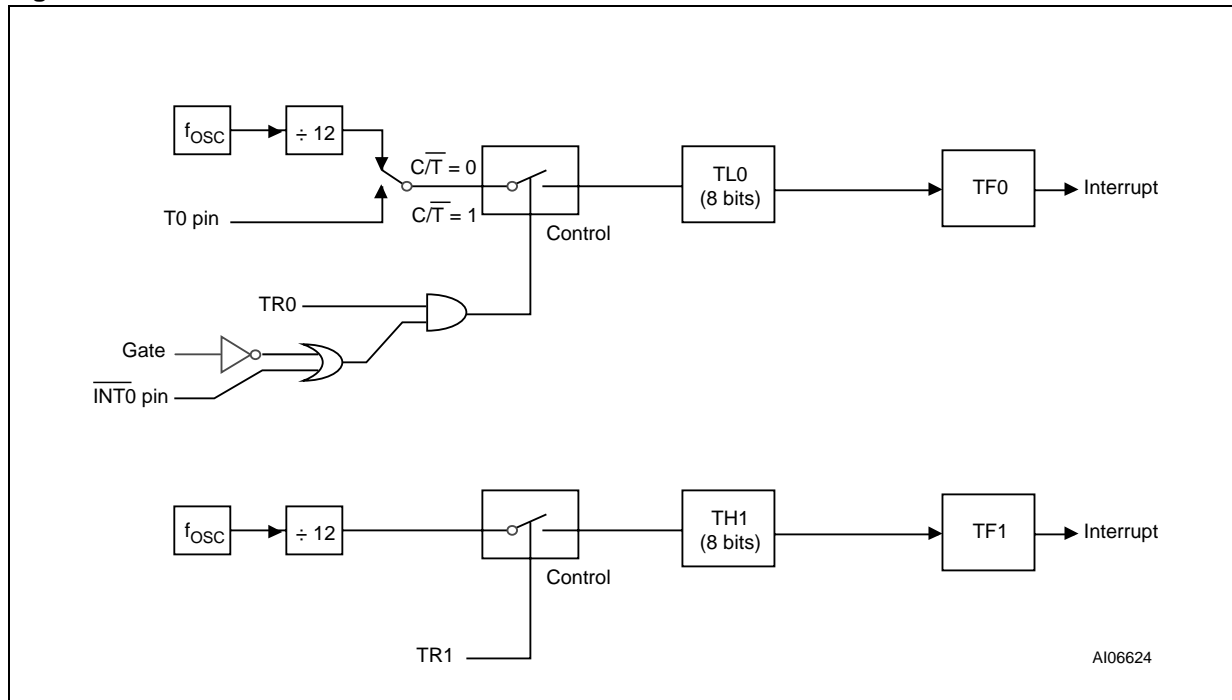 fOSC
÷ 12
C/T̅ = 0
T0 pin
C/T̅ = 1
Control
TL0
(8 bits)
TF0
Interrupt
TR0
Gate
I̅N̅T̅0̅ pin
fOSC
÷ 12
Control
TH1
(8 bits)
TF1
Interrupt
TR1
AI06624